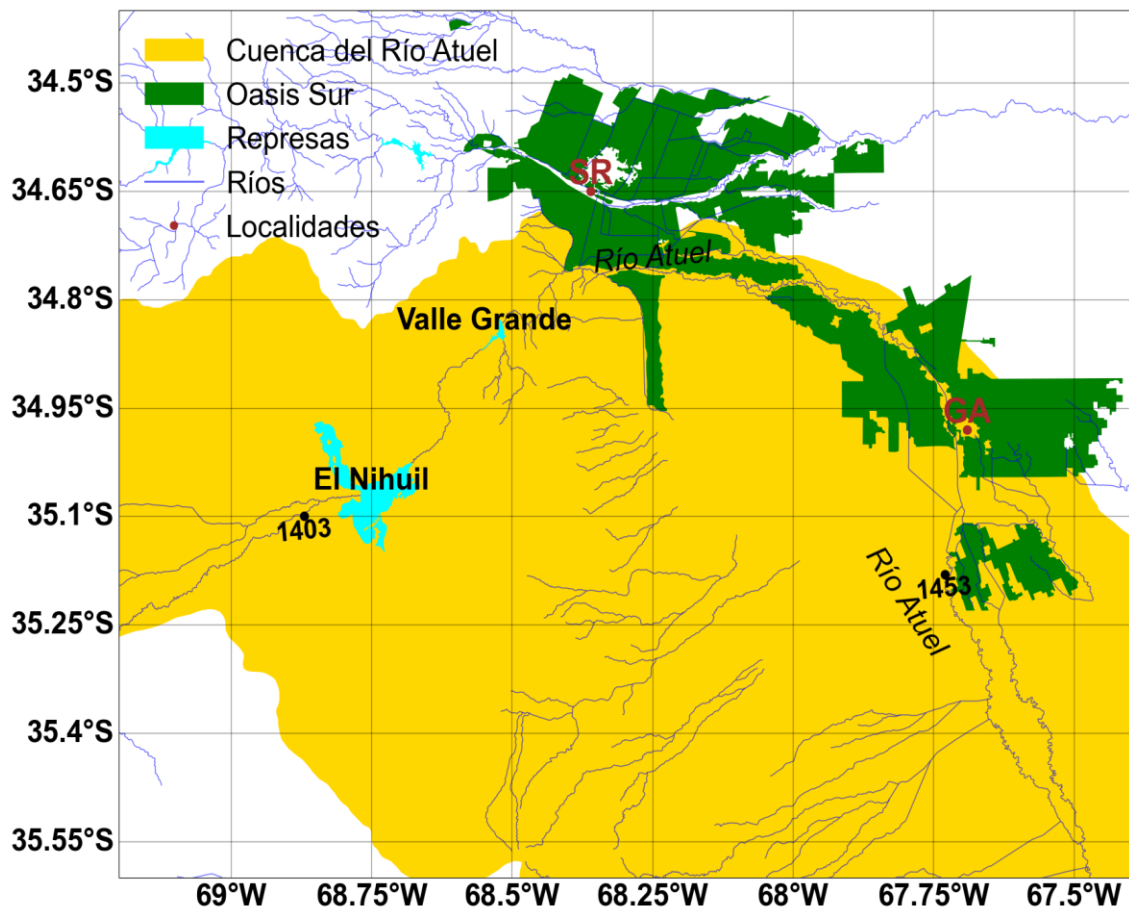 Cuenca del Río Atuel
Oasis Sur
Represas
Ríos
Localidades
34.5°S
34.65°S
34.8°S
34.95°S
35.1°S
35.25°S
35.4°S
35.55°S
SR
Río Atuel
Valle Grande
GA
El Nihuil
1403
Río Atuel
1453
69°W
68.75°W
68.5°W
68.25°W
68°W
67.75°W
67.5°W